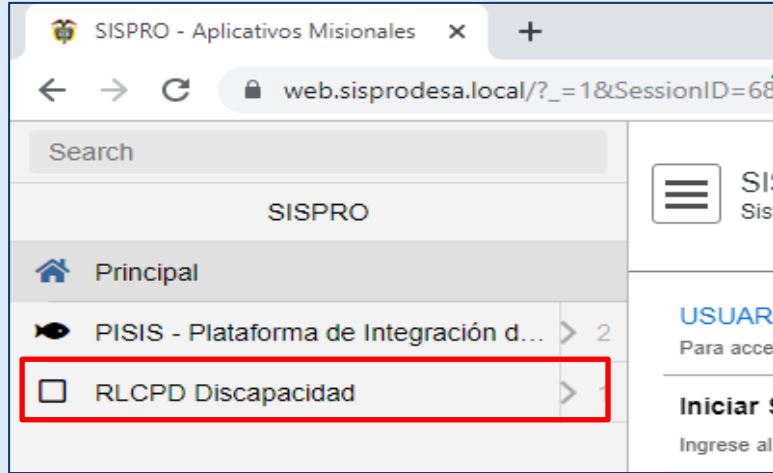 SISPRO - Aplicativos Misionales
web.sisprodesa.local/?_=1&SessionID=68
Search
SISPRO
Principal
PISIS - Plataforma de Integración d... 2
RLCPD Discapacidad 1
SIS
Sis
USUAR
Para acce
Iniciar S
Ingrese al